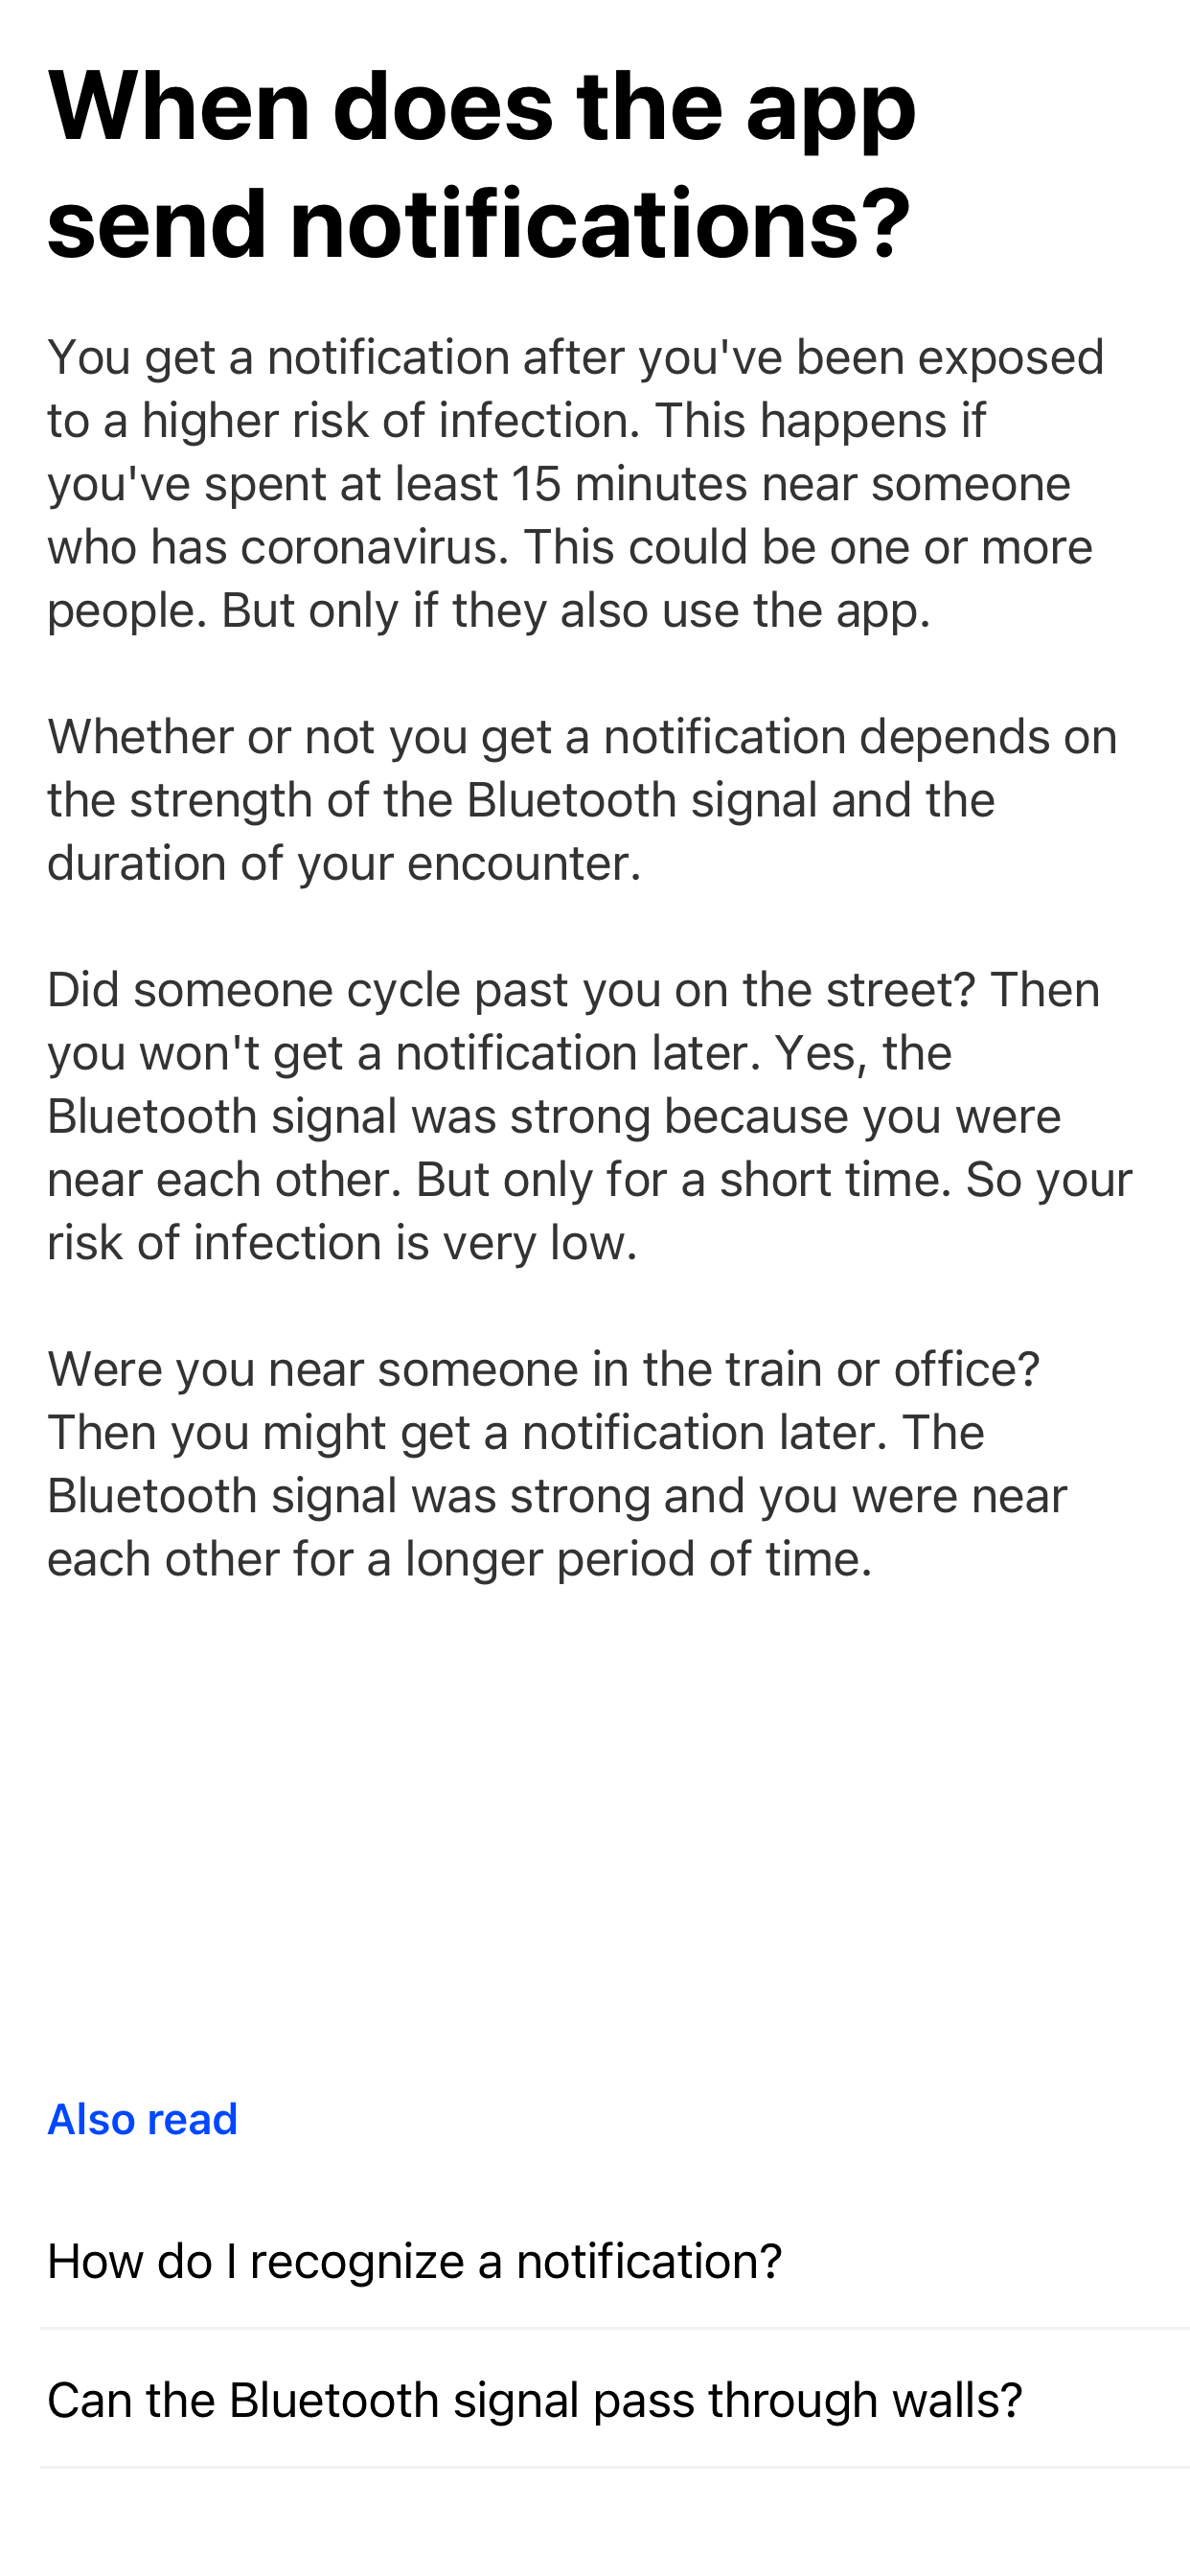 When does the app
send notifications?
You get a notification after you've been exposed
to a higher risk of infection. This happens if
you've spent at least 15 minutes near someone
who has coronavirus. This could be one or more
people. But only if they also use the app.
Whether or not you get a notification depends on
the strength of the Bluetooth signal and the
duration of your encounter.
Did someone cycle past you on the street? Then
you won't get a notification later. Yes, the
Bluetooth signal was strong because you were
near each other. But only for a short time. So your
risk of infection is very low.
Were you near someone in the train or office?
Then you might get a notification later. The
Bluetooth signal was strong and you were near
each other for a longer period of time.
Also read
How do I recognize a notification?
Can the Bluetooth signal pass through walls?